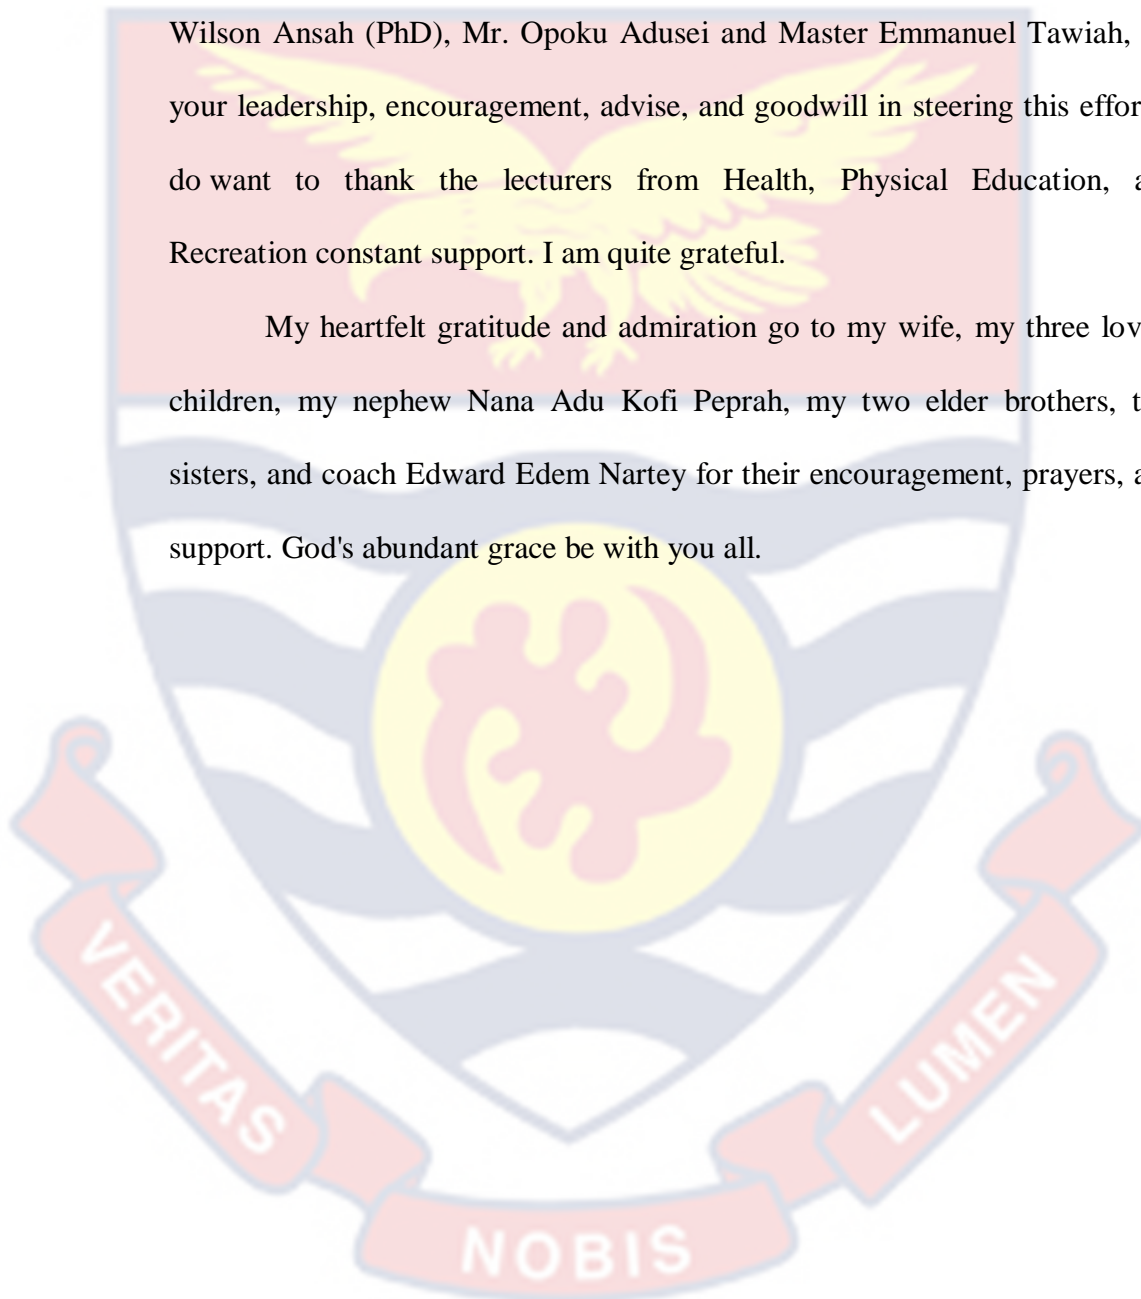 Wilson Ansah (PhD), Mr. Opoku Adusei and Master Emmanuel Tawiah,
your leadership, encouragement, advise, and goodwill in steering this effor
do want to thank the lecturers from Health, Physical Education, a
Recreation constant support. I am quite grateful.
My heartfelt gratitude and admiration go to my wife, my three lov
children, my nephew Nana Adu Kofi Peprah, my two elder brothers, t
sisters, and coach Edward Edem Nartey for their encouragement, prayers, a
support. God's abundant grace be with you all.
VERITAS
NOBIS
LUMEN